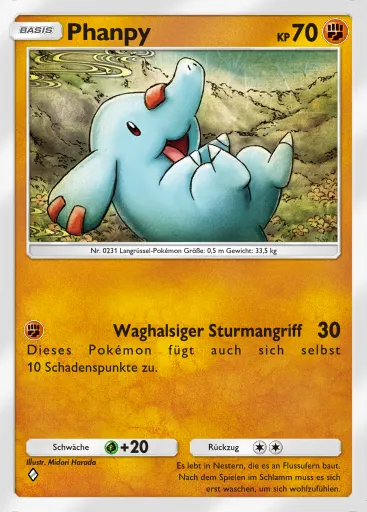 BASIS Phanpy KP 70
Nr. 0231 Langrüssel-Pokémon Größe: 0,5 m Gewicht: 33,5 kg
Waghalsiger Sturmangriff 30
Dieses Pokémon fügt auch sich selbst
10 Schadenspunkte zu.
Schwäche +20 Rückzug
Illustr. Midori Harada
Es lebt in Nestern, die es an Flussufern baut.
Nach dem Spielen im Schlamm muss es sich
erst waschen, um sich wohlzufühlen.